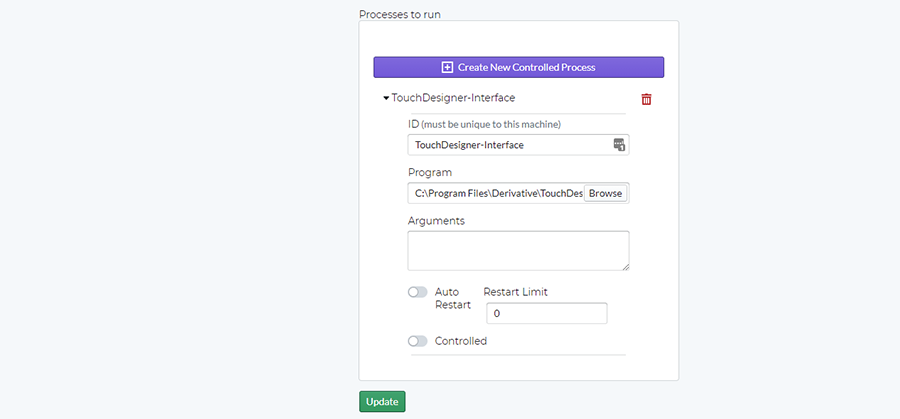 Processes to run
Create New Controlled Process
TouchDesigner-Interface
ID (must be unique to this machine)
TouchDesigner-Interface
Program
C:\Program Files\Derivative\TouchDes Browse
Arguments
Auto Restart Limit
Restart
0
Controlled
Update